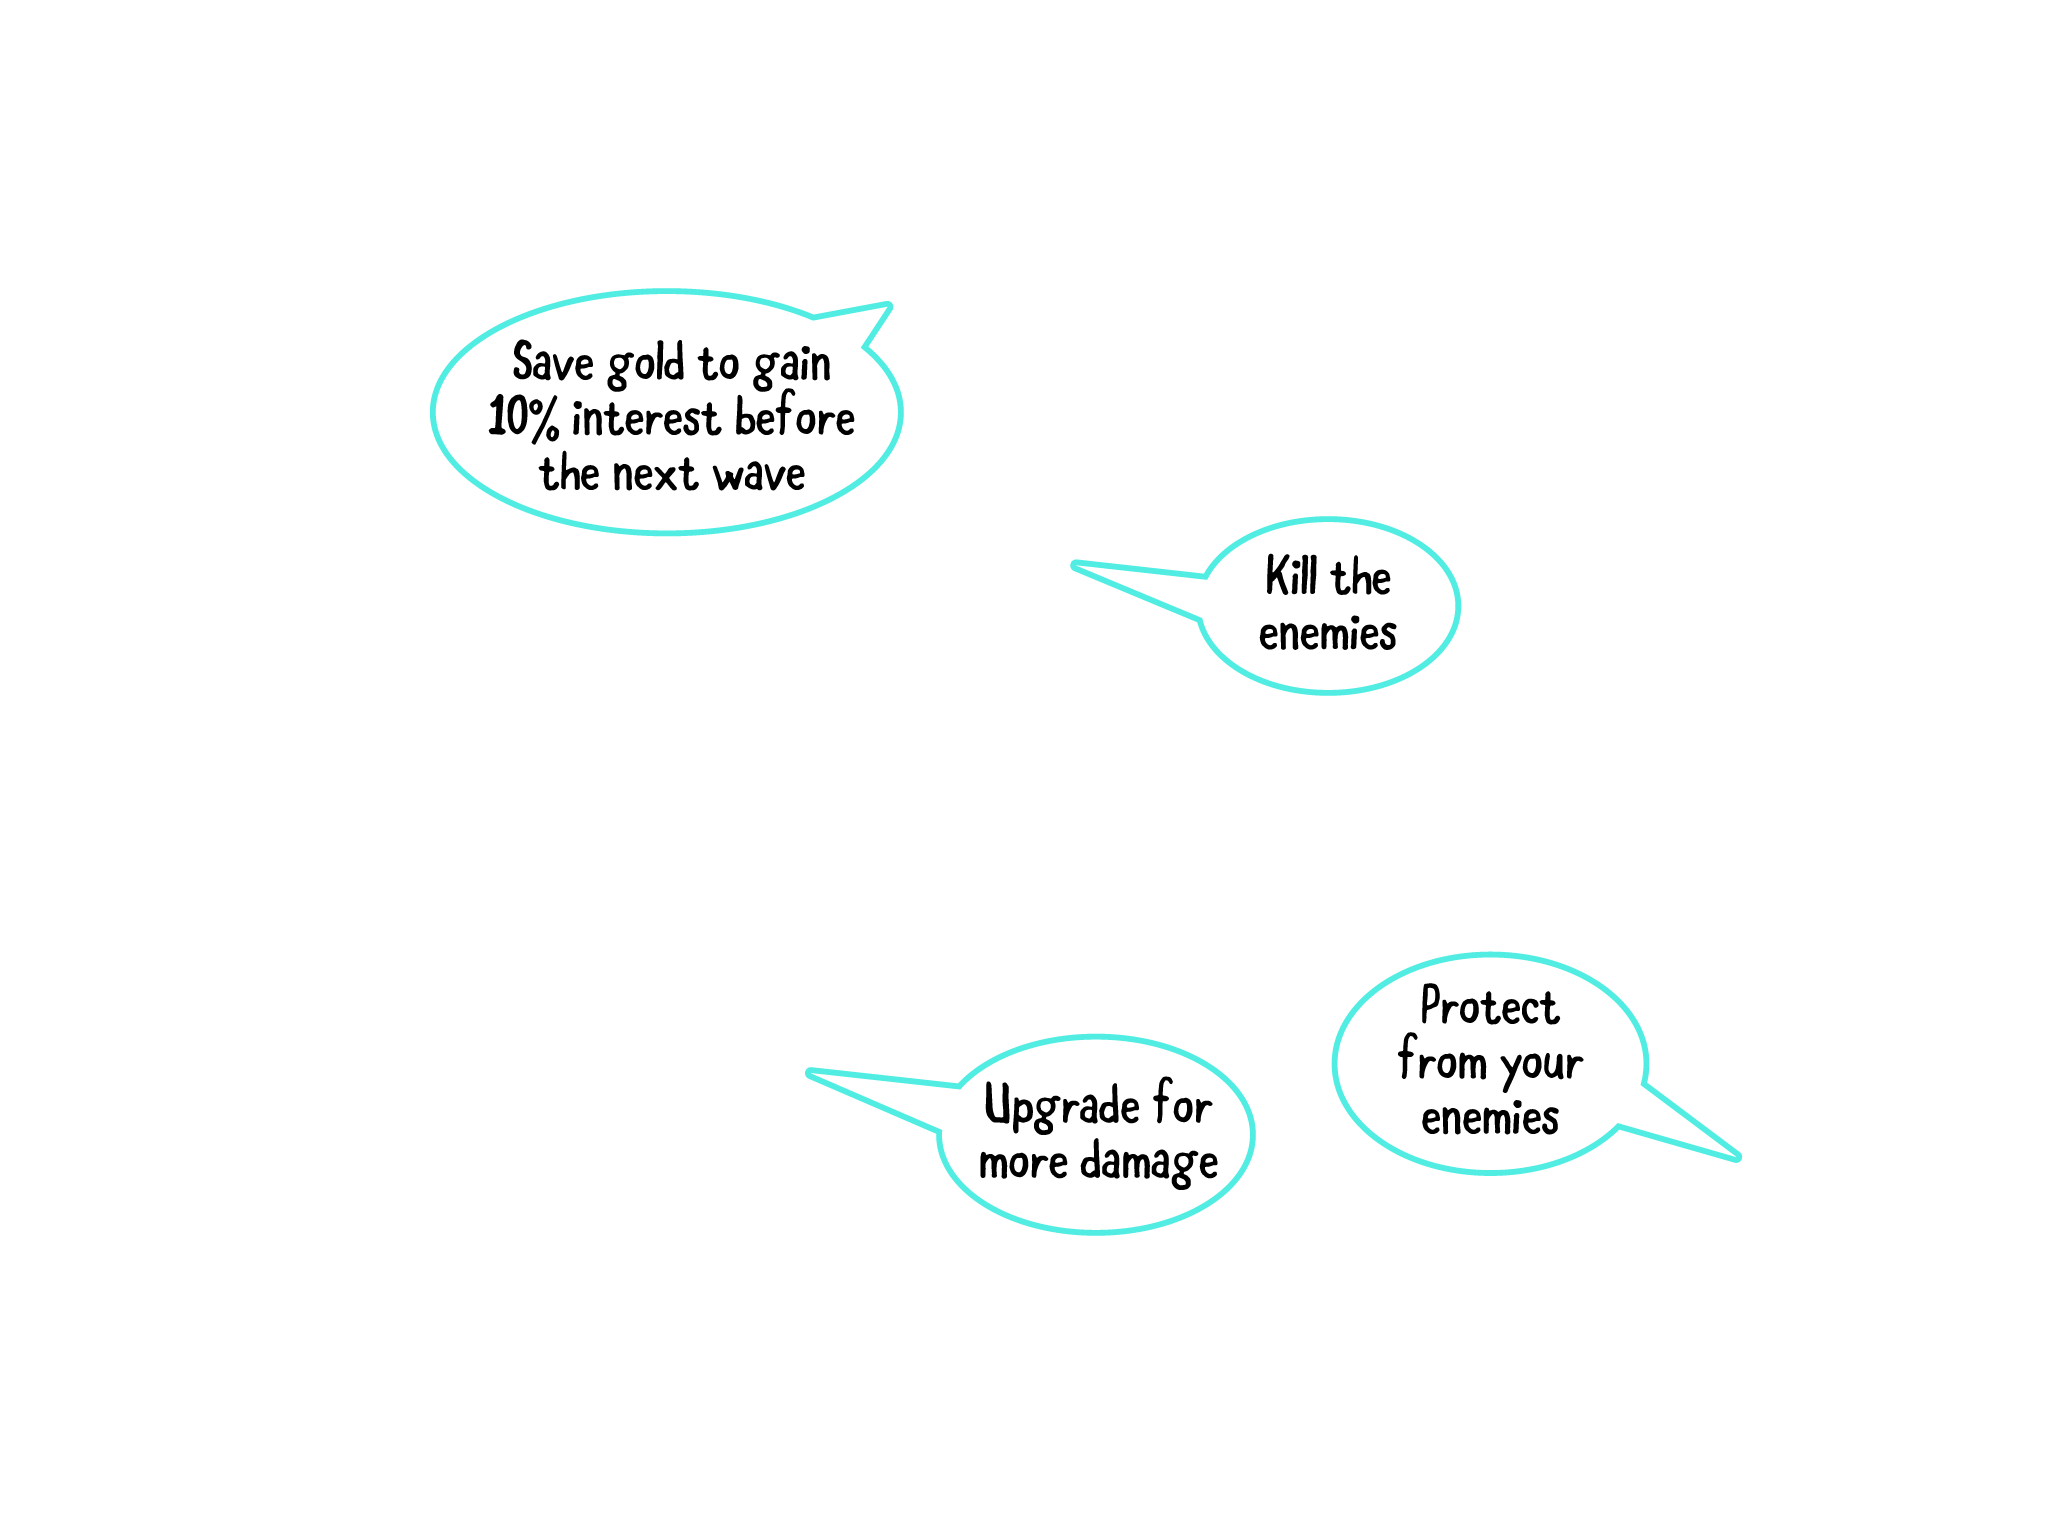 Save gold to gain
10% interest before
the next wave
Kill the
enemies
Protect
from your
enemies
Upgrade for
more damage